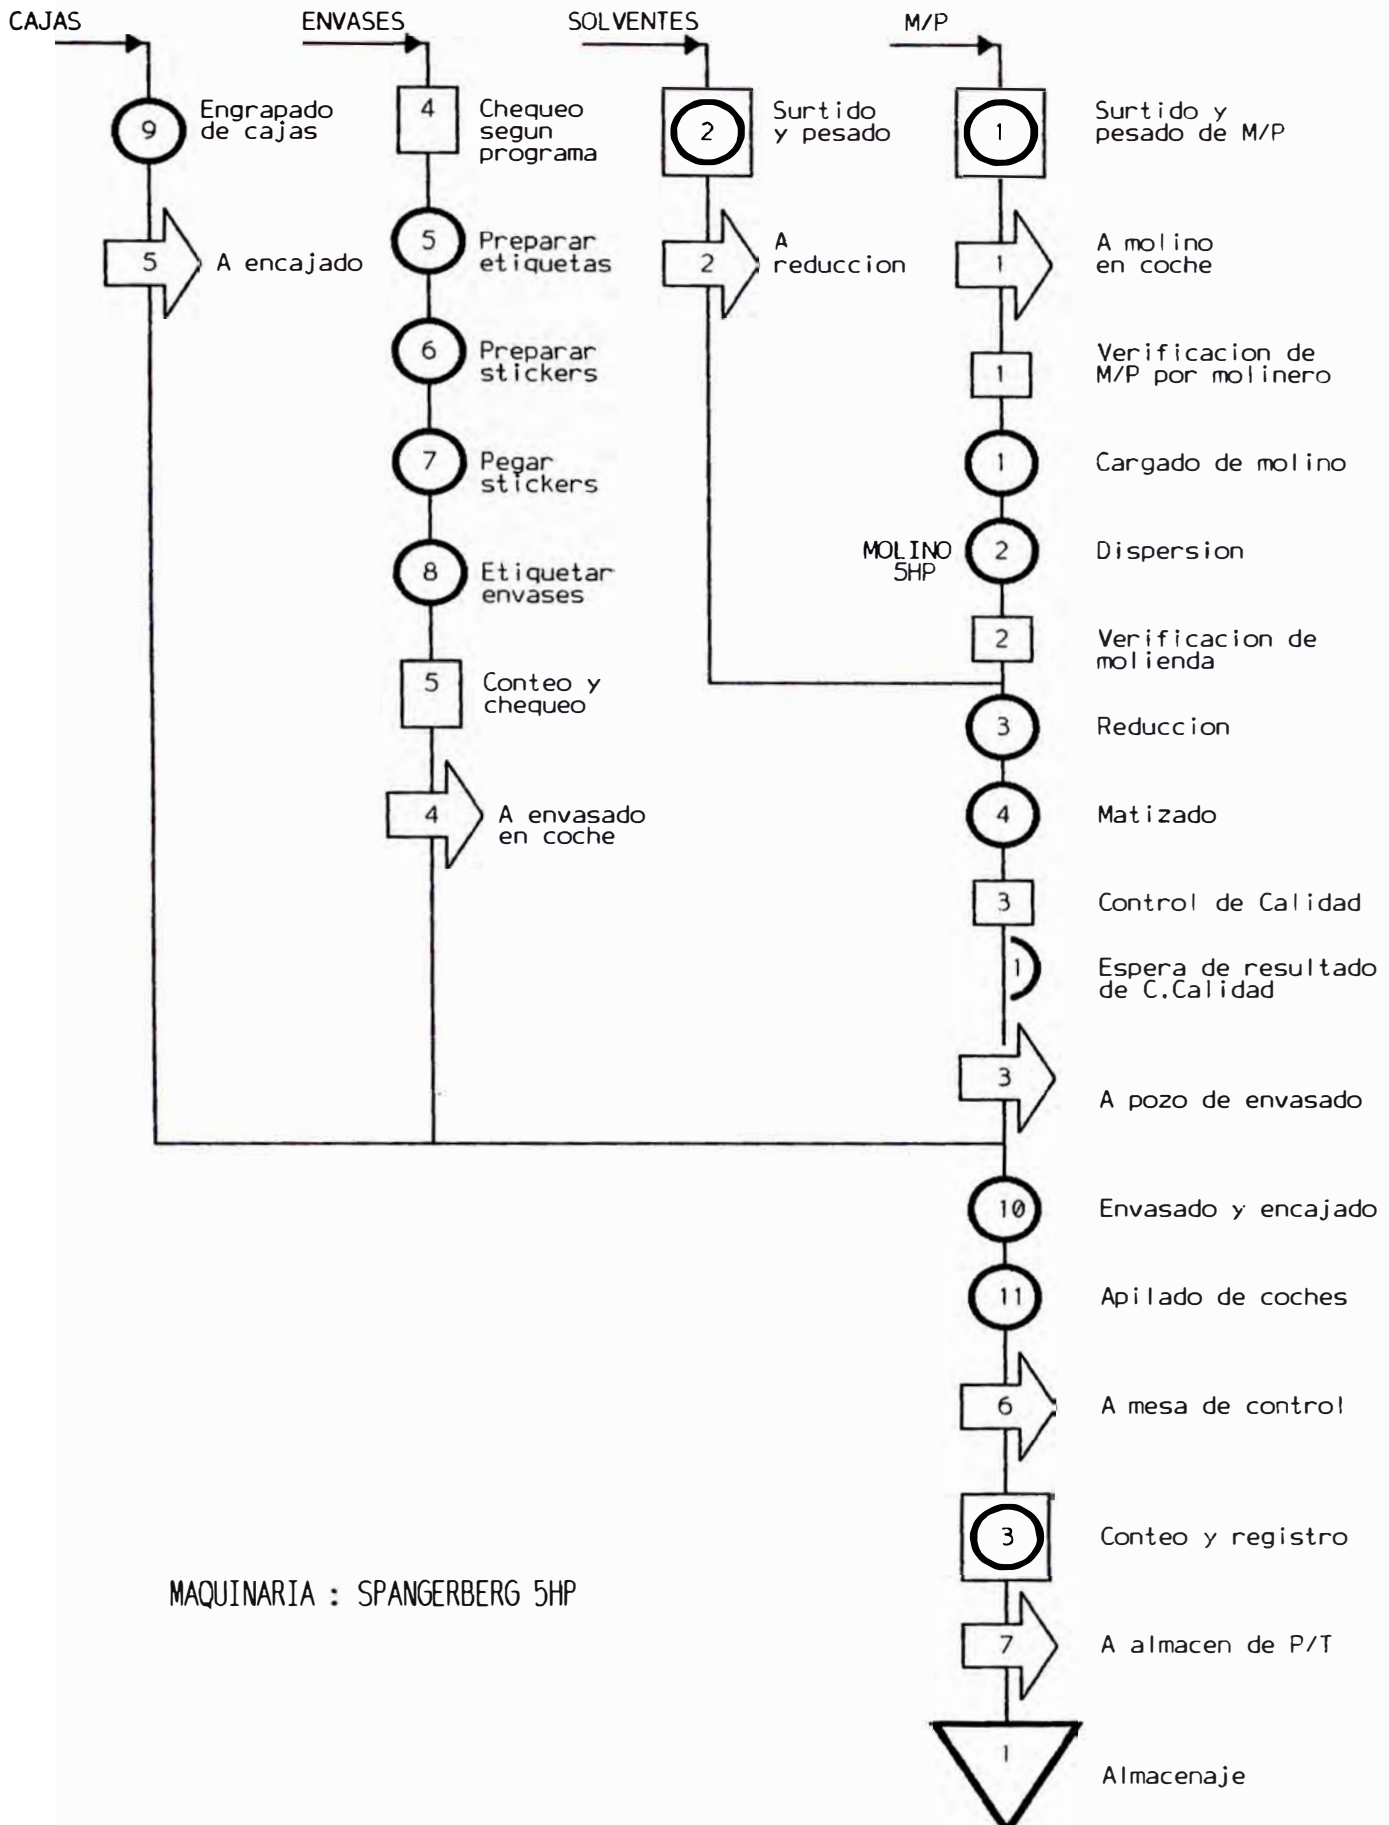 CAJAS
9
Engrapado
de cajas
5
A encajado
ENVASES
4
Chequeo
segun
programa
5
Preparar
etiquetas
6
Preparar
stickers
7
Pegar
stickers
8
Etiquetar
envases
5
Conteo y
chequeo
4
A envasado
en coche
SOLVENTES
2
Surtido
y pesado
2
A
reduccion
M/P
1
Surtido y
pesado de M/P
1
A molino
en coche
1
Verificacion de
M/P por molinero
1
Cargado de molino
MOLINO
5HP
2
Dispersion
2
Verificacion de
molienda
3
Reduccion
4
Matizado
3
Control de Calidad
1
Espera de resultado
de C.Calidad
3
A pozo de envasado
10
Envasado y encajado
11
Apilado de coches
6
A mesa de control
3
Conteo y registro
7
A almacen de P/T
1
Almacenaje
MAQUINARIA : SPANGERBERG 5HP